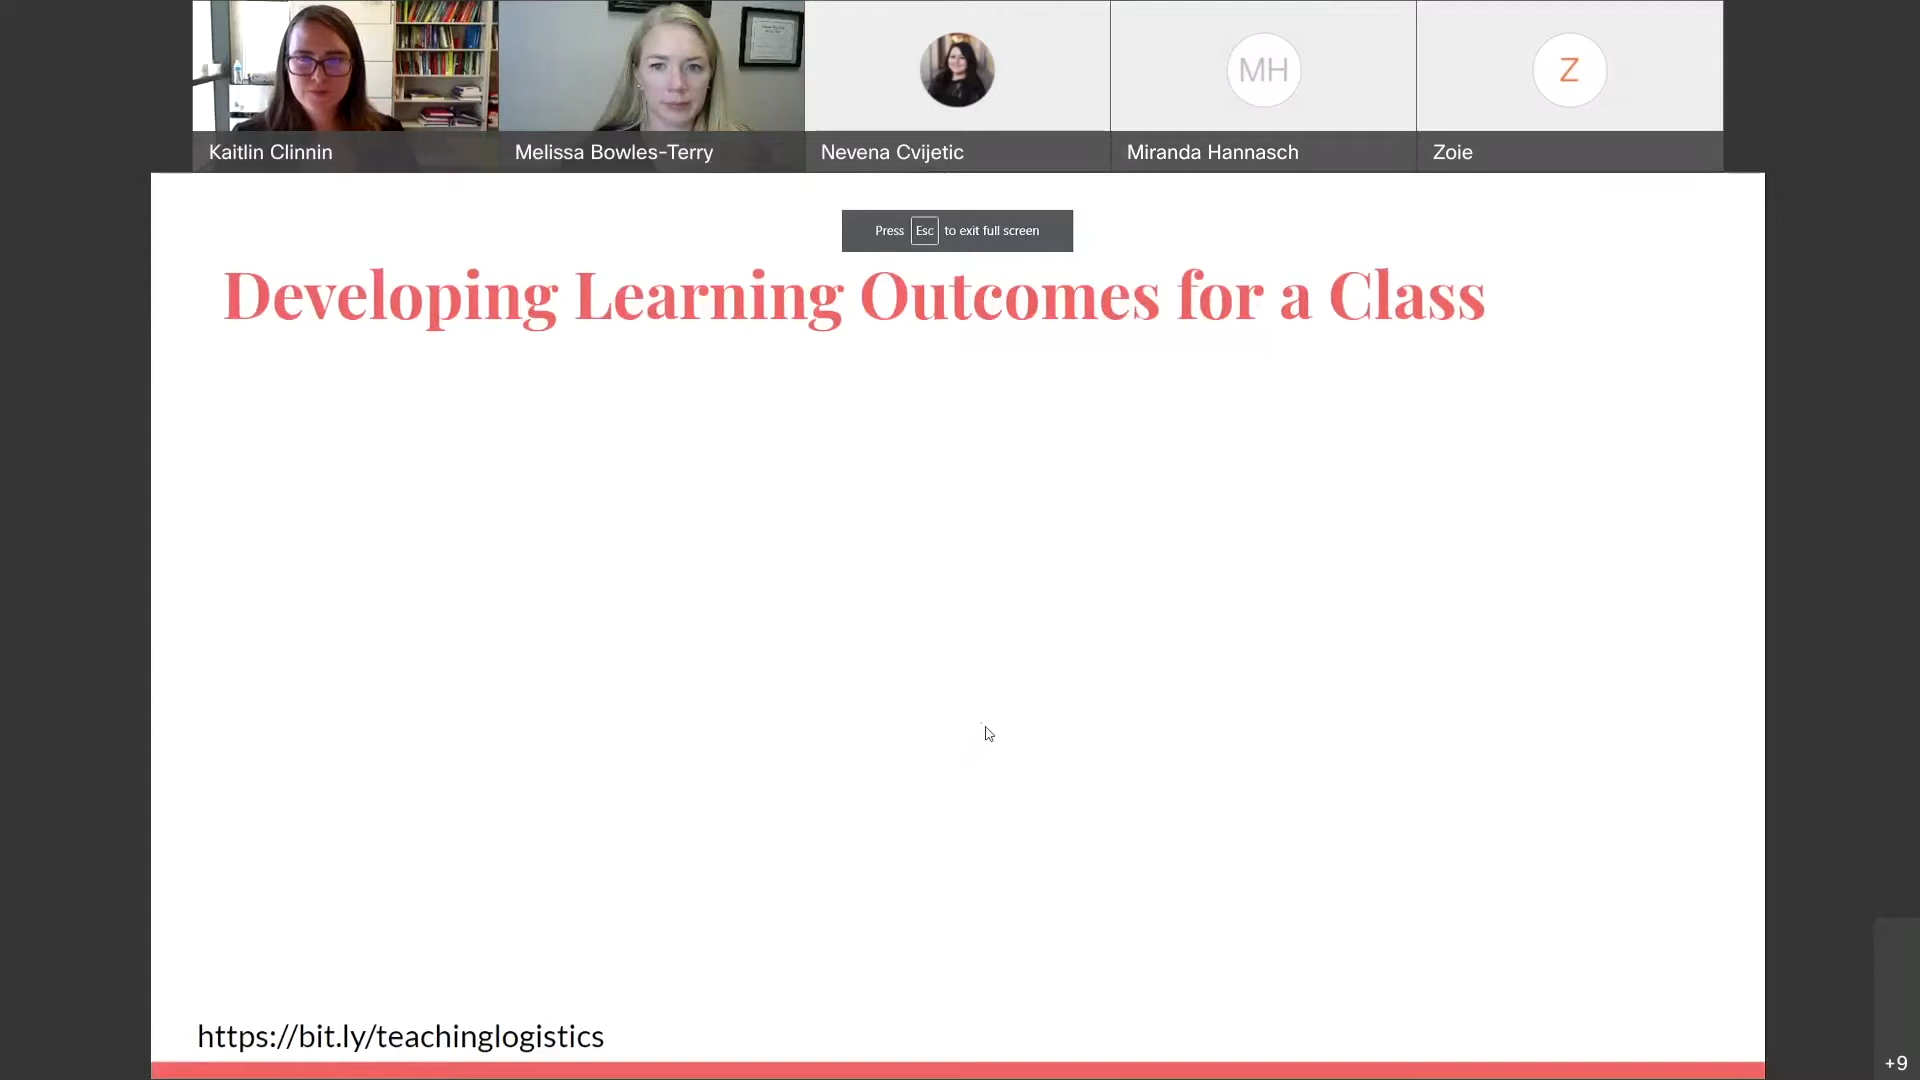 Kaitlin Clinnin
Melissa Bowles-Terry
Nevena Cvijetic
MH
Miranda Hannasch
Z
Zoie
Press Esc to exit full screen
Developing Learning Outcomes for a Class
https://bit.ly/teachinglogistics
+9